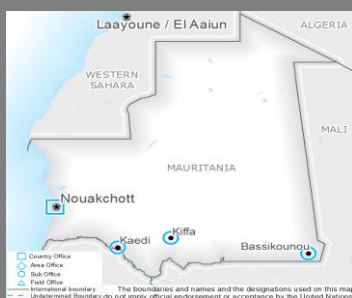 Laayoune / El Aaiun
ALGERIA
WESTERN
SAHARA
MALI
MAURITANIA
Nouakchott
Kaedi
Kiffa
Bassikounou
Country Office
Area Office
Sub Office
Field Office
International boundary
Undetermined Boundary
The boundaries and names and the designations used on this map
do not imply official endorsement or acceptance by the United Nations